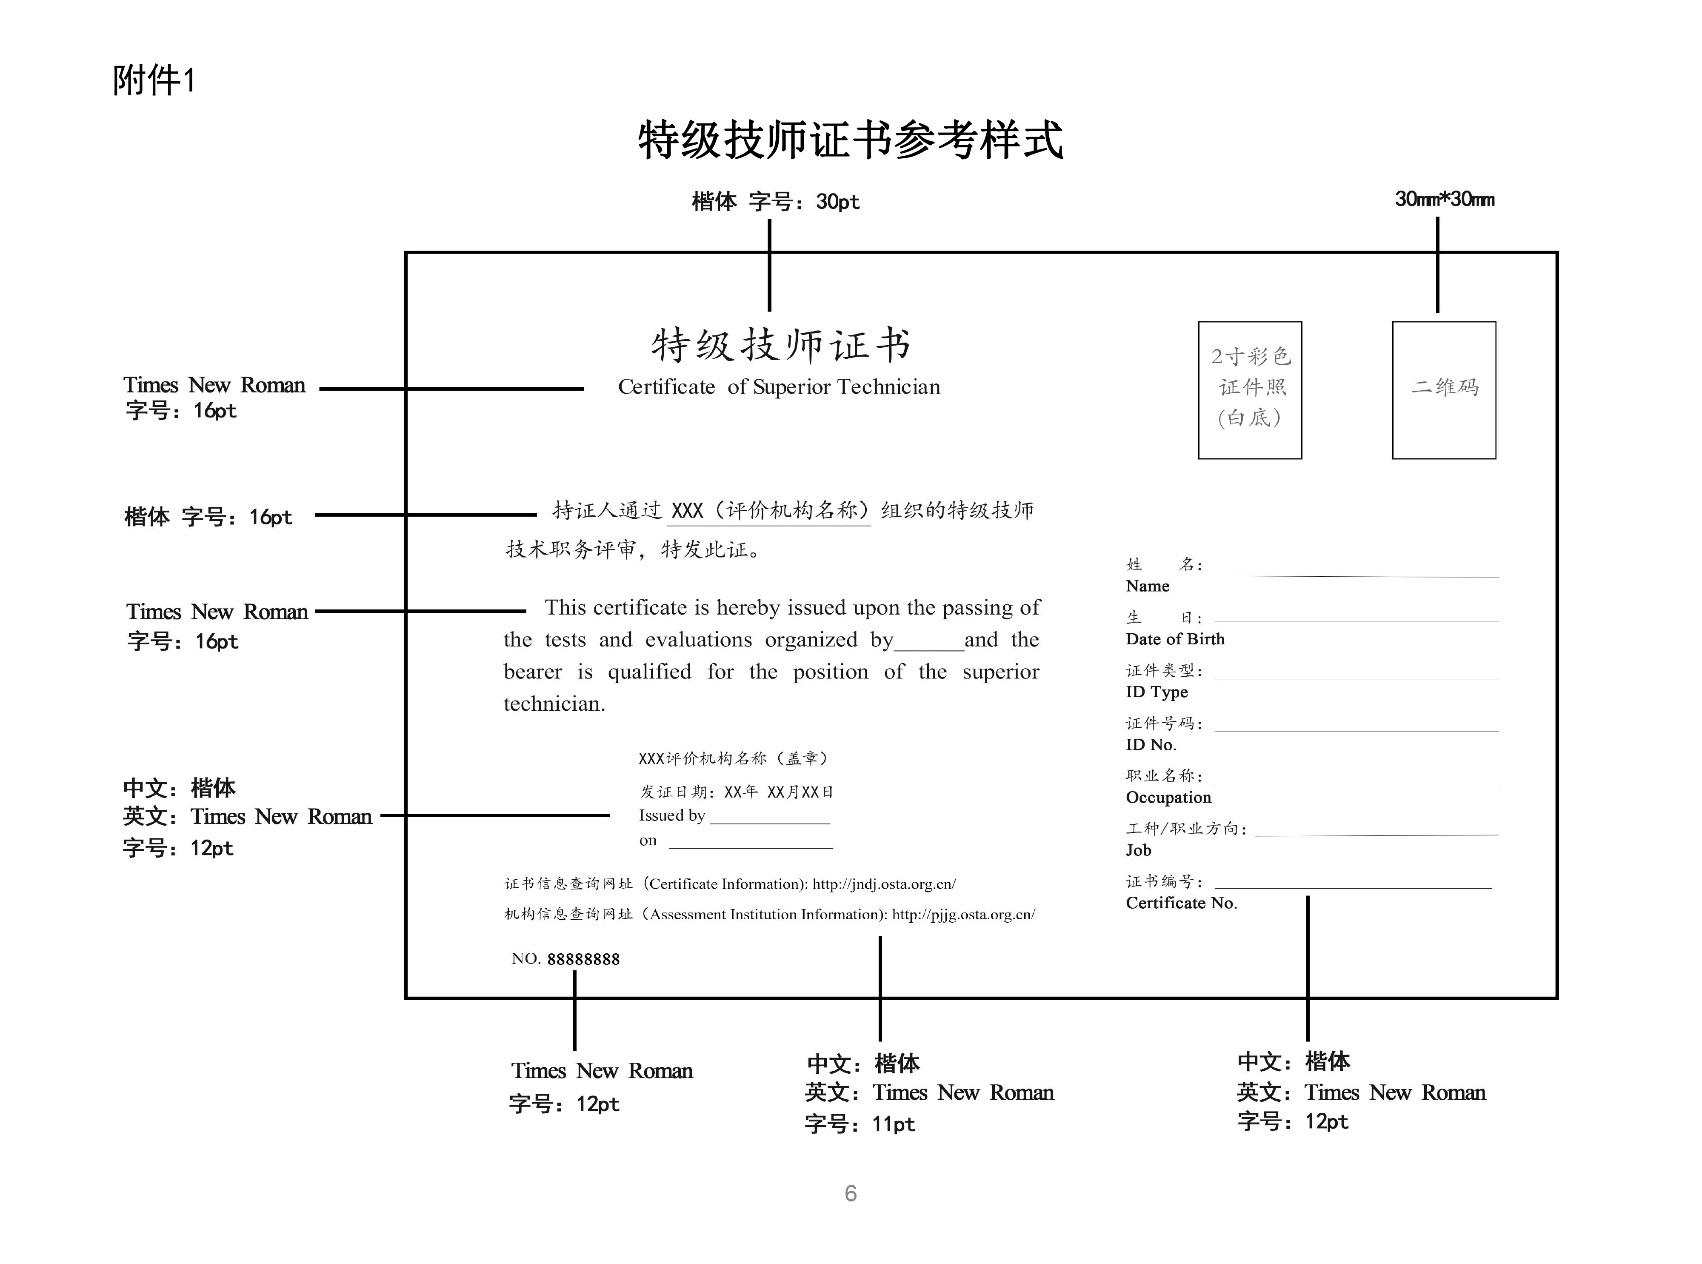 附件1
特级技师证书参考样式
楷体 字号：30pt
30mm*30mm
特级技师证书
Certificate of Superior Technician
2寸彩色
证件照
(白底）
二维码
Times New Roman
字号：16pt
楷体 字号：16pt
持证人通过 XXX（评价机构名称）组织的特级技师
技术职务评审，特发此证。
Times New Roman
字号：16pt
This certificate is hereby issued upon the passing of
the tests and evaluations organized by______and the
bearer is qualified for the position of the superior
technician.
中文：楷体
英文：Times New Roman
字号：12pt
XXX评价机构名称（盖章）
发证日期：XX年 XX月XX日
Issued by
on
证书信息查询网址（Certificate Information): http://jndj.osta.org.cn/
机构信息查询网址（Assessment Institution Information): http://pjjg.osta.org.cn/
NO. 88888888
姓 名：
Name
生 日：
Date of Birth
证件类型：
ID Type
证件号码：
ID No.
职业名称：
Occupation
工种/职业方向：
Job
证书编号：
Certificate No.
Times New Roman
字号：12pt
中文：楷体
英文：Times New Roman
字号：11pt
中文：楷体
英文：Times New Roman
字号：12pt
6